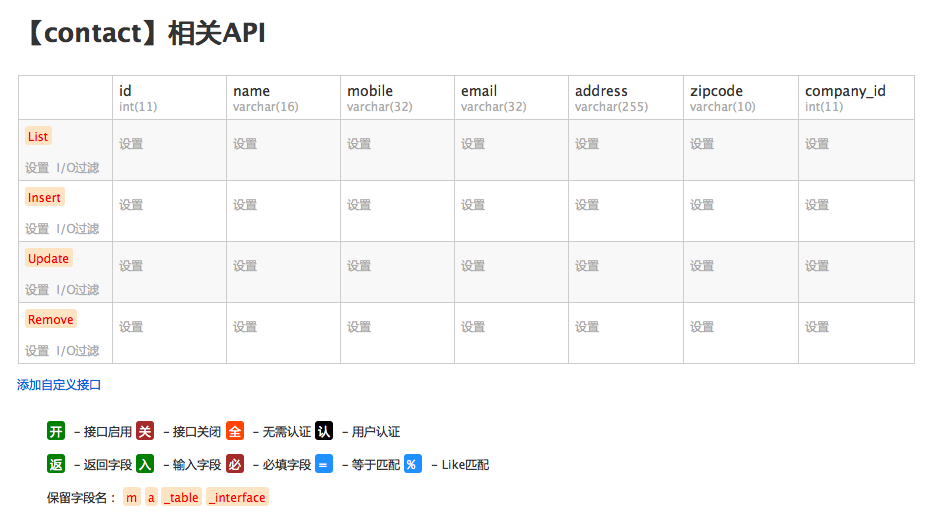 【contact】相关API
id name mobile email address zipcode company_id
int(11) varchar(16) varchar(32) varchar(32) varchar(255) varchar(10) int(11)
List
设置 设置 设置 设置 设置 设置 设置
设置 I/O过滤
Insert
设置 设置 设置 设置 设置 设置 设置
设置 I/O过滤
Update
设置 设置 设置 设置 设置 设置 设置
设置 I/O过滤
Remove
设置 设置 设置 设置 设置 设置 设置
设置 I/O过滤
添加自定义接口
开 – 接口启用 关 – 接口关闭 全 – 无需认证 认 – 用户认证
返 – 返回字段 入 – 输入字段 必 – 必填字段 = – 等于匹配 % – Like匹配
保留字段名： m a _table _interface